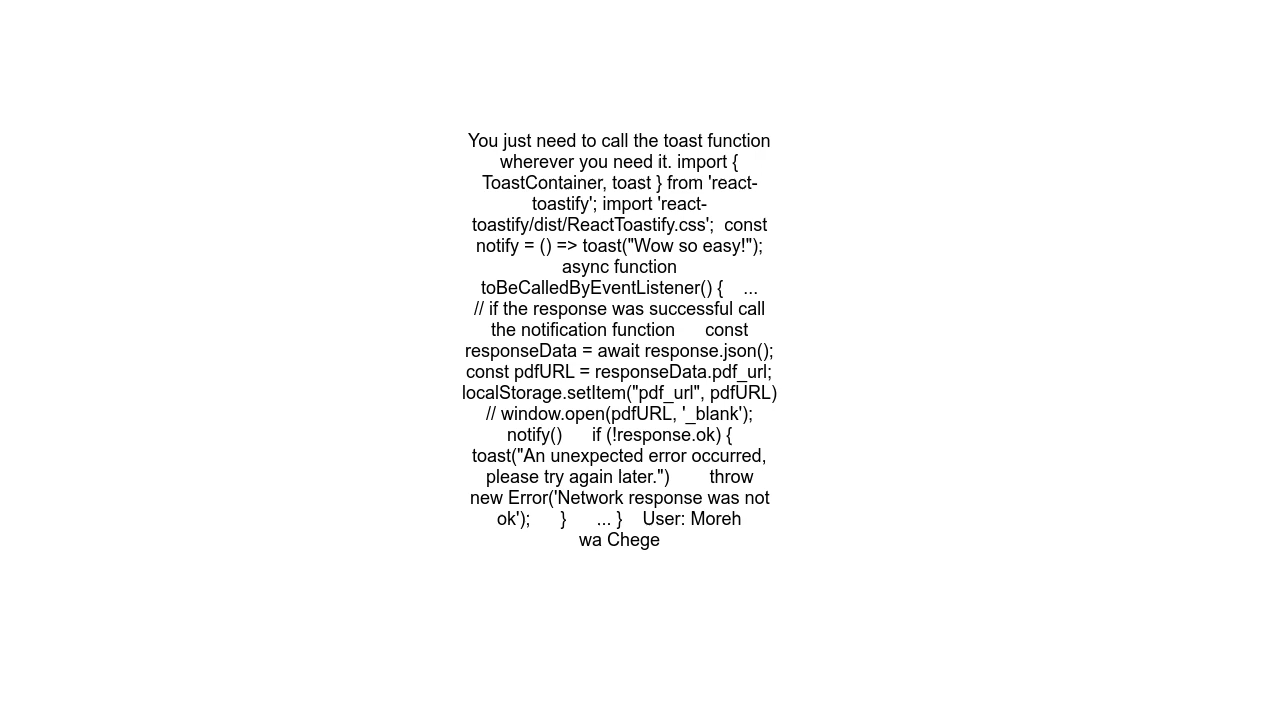 You just need to call the toast function
wherever you need it. import {
ToastContainer, toast } from 'react-
toastify'; import 'react-
toastify/dist/ReactToastify.css';  const
notify = () => toast("Wow so easy!");
async function
toBeCalledByEventListener() {    ...
// if the response was successful call
the notification function      const
responseData = await response.json();
const pdfURL = responseData.pdf_url;
localStorage.setItem("pdf_url", pdfURL)
// window.open(pdfURL, '_blank');
notify()      if (!response.ok) {
toast("An unexpected error occurred,
please try again later.")        throw
new Error('Network response was not
ok');      }      ... }    User: Moreh
wa Chege